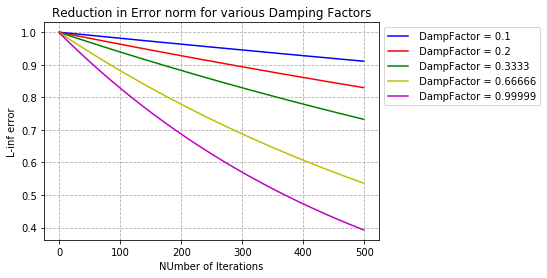 Reduction in Error norm for various Damping Factors
1.0
0.9
0.8
0.7
0.6
0.5
0.4
L-inf error
0
100
200
300
400
500
NUmber of Iterations
DampFactor = 0.1
DampFactor = 0.2
DampFactor = 0.3333
DampFactor = 0.66666
DampFactor = 0.99999